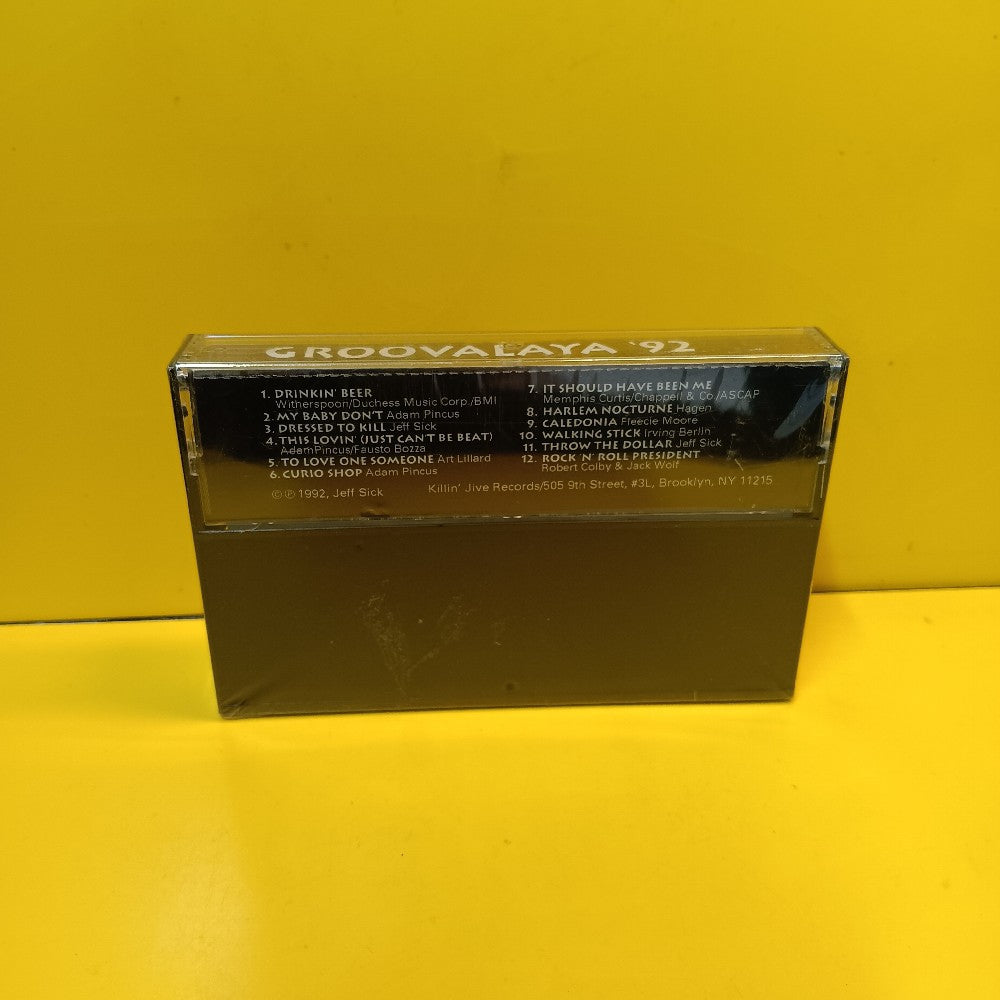 GROOVALAYA '92
1. DRINKIN' BEER
Witherspoon/Duchess Music Corp./BMI
2. MY BABY DON'T Adam Pincus
3. DRESSED TO KILL Jeff Sick
4. THIS LOVIN' (JUST CAN'T BE BEAT)
AdamPincus/Fausto Bozza
5. TO LOVE ONE SOMEONE Art Lillard
6. CURIO SHOP Adam Pincus
7. IT SHOULD HAVE BEEN ME
Memphis Curtis/Chappell & Co./ASCAP
8. HARLEM NOCTURNE Hagen
9. CALEDONIA Fleecie Moore
10. WALKING STICK Irving Berlin
11. THROW THE DOLLAR Jeff Sick
12. ROCK 'N' ROLL PRESIDENT
Robert Colby & Jack Wolf
© ℗ 1992, Jeff Sick
Killin' Jive Records/505 9th Street, #3L, Brooklyn, NY 11215